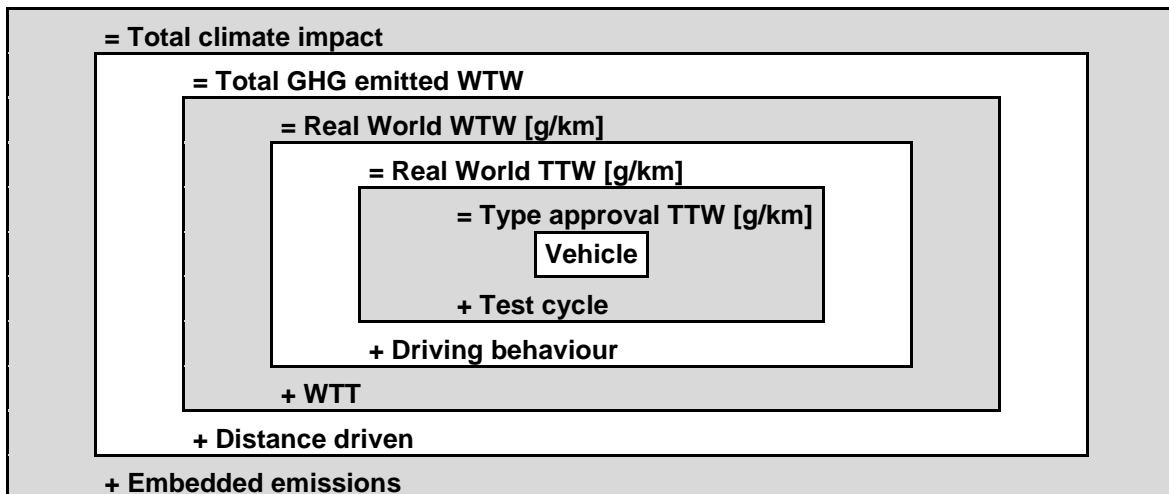 = Total climate impact
= Total GHG emitted WTW
= Real World WTW [g/km]
= Real World TTW [g/km]
= Type approval TTW [g/km]
Vehicle
+ Test cycle
+ Driving behaviour
+ WTT
+ Distance driven
+ Embedded emissions